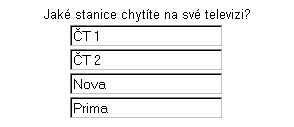 Jaké stanice chytíte na své televizi?
ČT 1
ČT 2
Nova
Prima